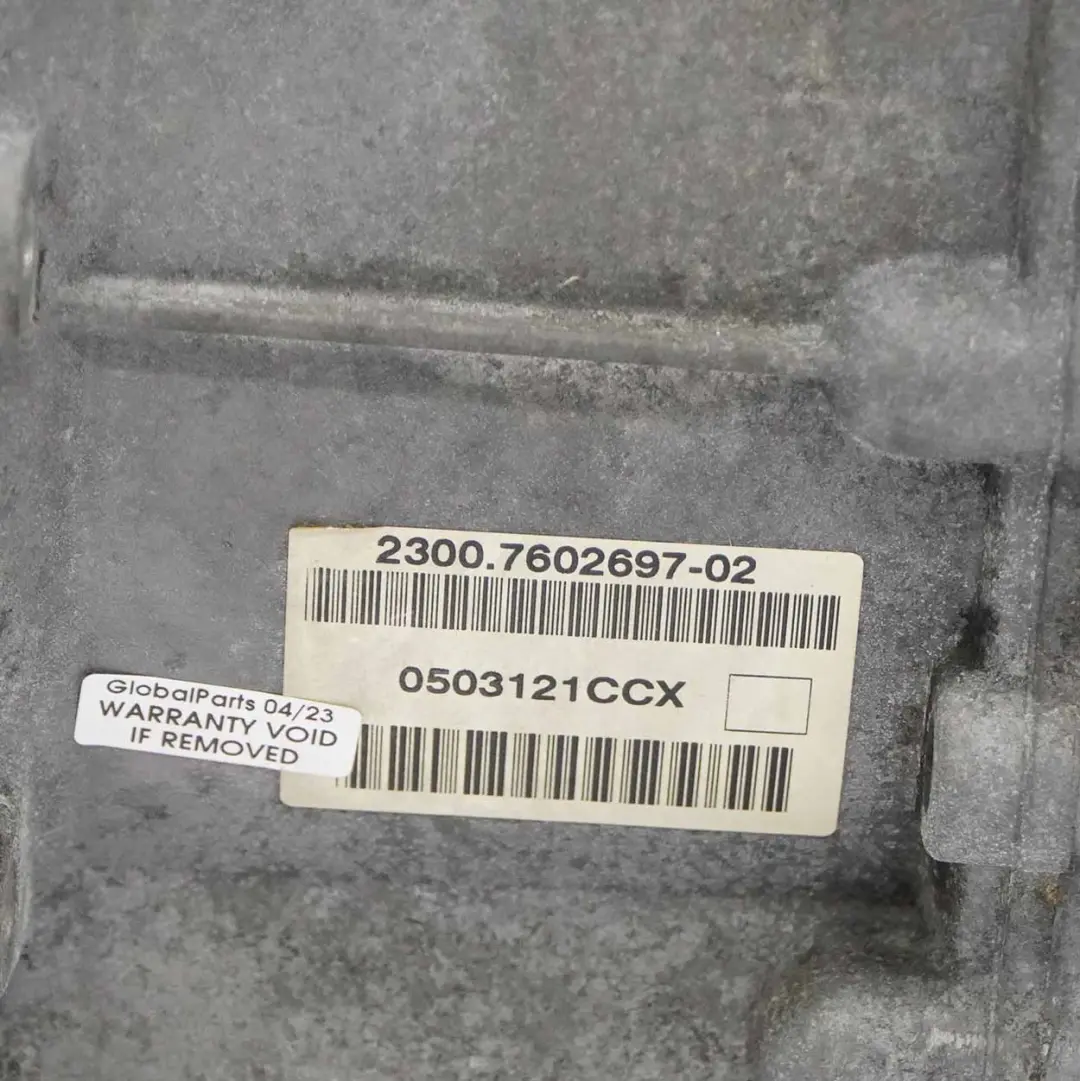 2300.7602697-02
0503121CCX
GlobalParts 04/23
WARRANTY VOID
IF REMOVED